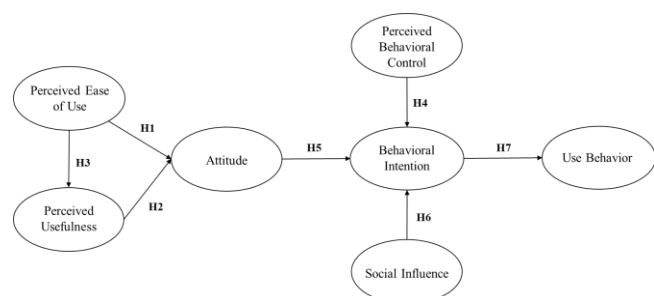 Perceived
Behavioral
Control
Perceived Ease
of Use
H1
H4
H3
Attitude
H5
Behavioral
Intention
H7
Use Behavior
Perceived
Usefulness
H2
H6
Social Influence